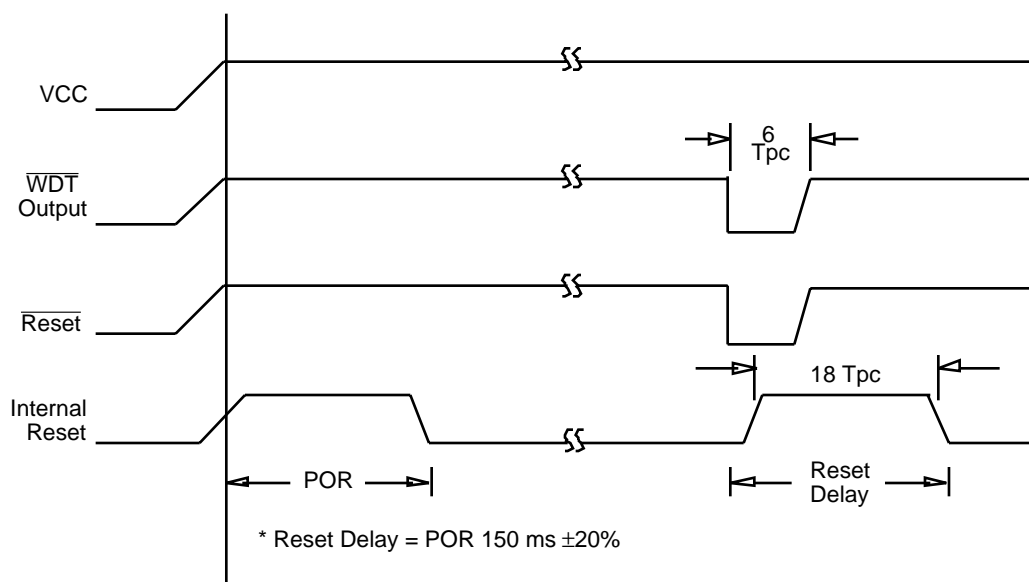 VCC
6
Tpc
WDT
Output
Reset
18 Tpc
Internal
Reset
POR
Reset
Delay
* Reset Delay = POR 150 ms ±20%